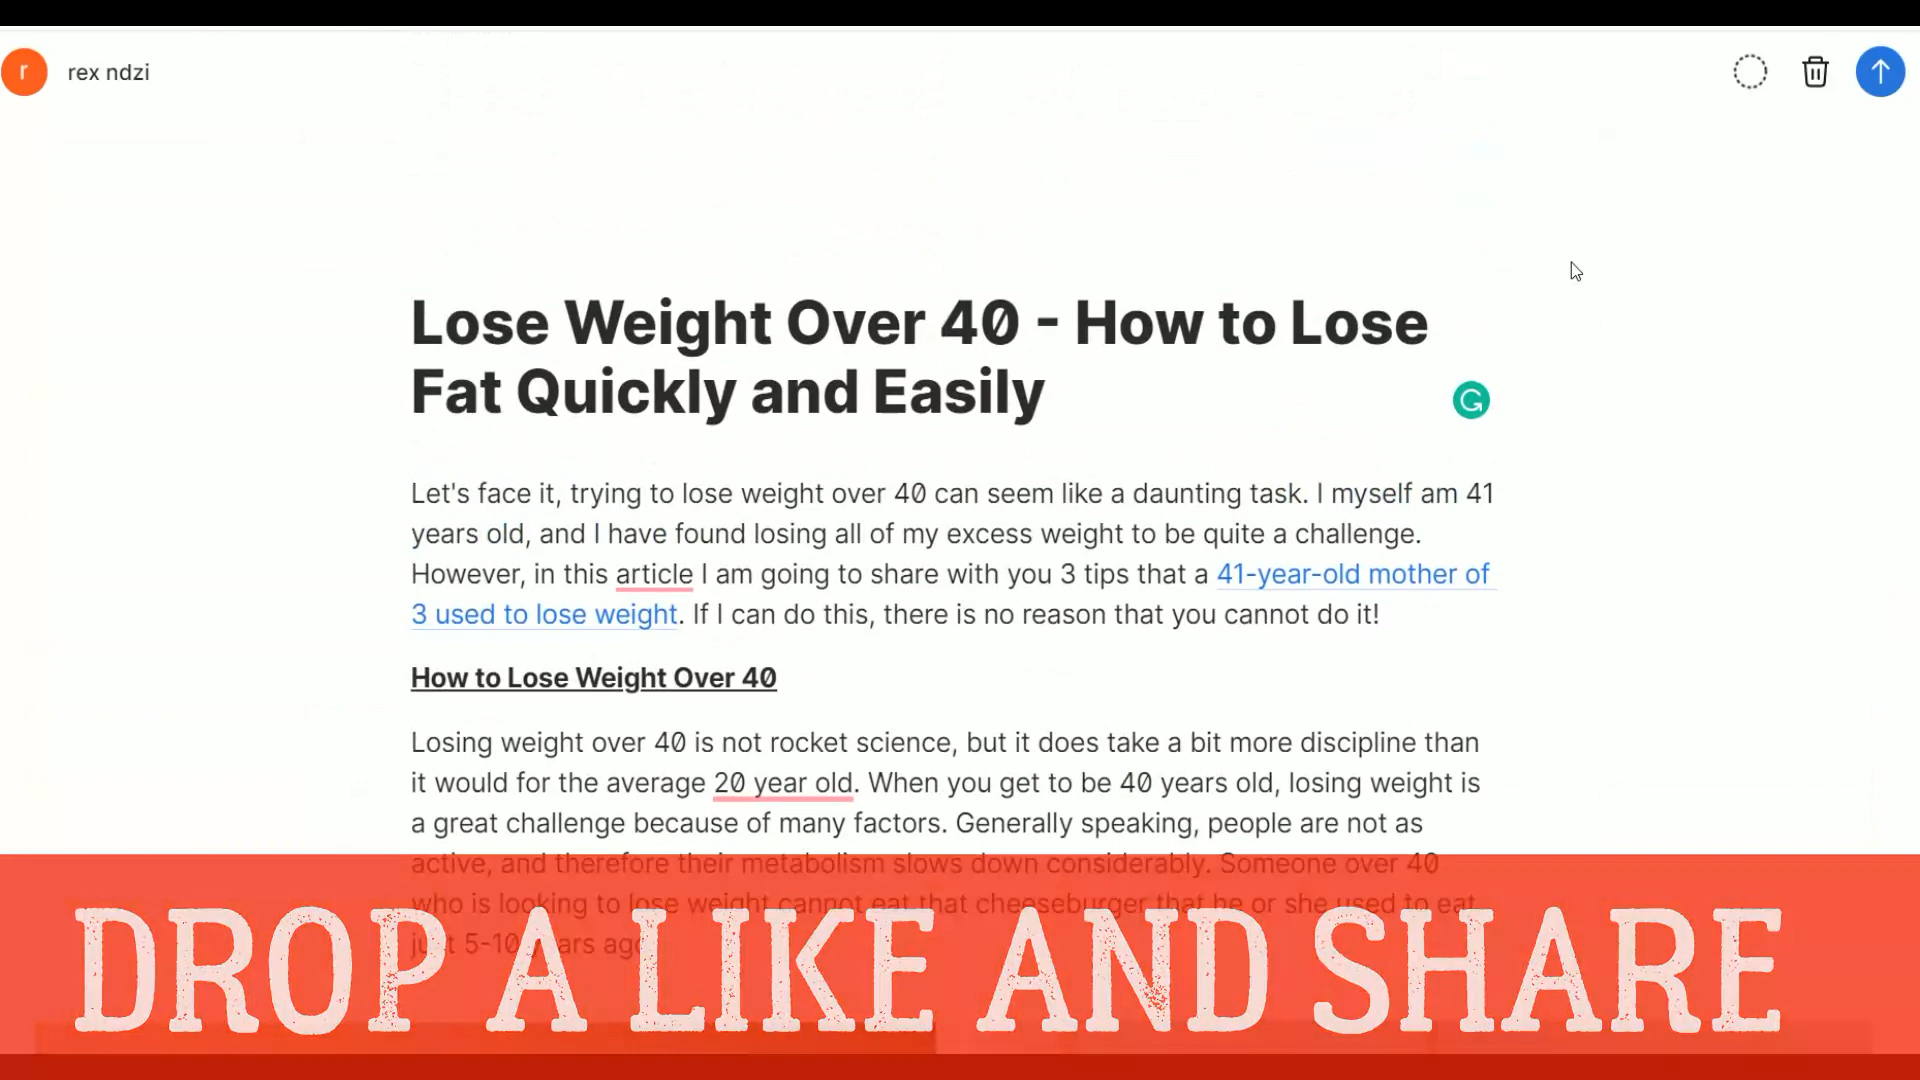 r rex ndzi
Lose Weight Over 40 - How to Lose
Fat Quickly and Easily
Let's face it, trying to lose weight over 40 can seem like a daunting task. I myself am 41
years old, and I have found losing all of my excess weight to be quite a challenge.
However, in this article I am going to share with you 3 tips that a 41-year-old mother of
3 used to lose weight. If I can do this, there is no reason that you cannot do it!
How to Lose Weight Over 40
Losing weight over 40 is not rocket science, but it does take a bit more discipline than
it would for the average 20 year old. When you get to be 40 years old, losing weight is
a great challenge because of many factors. Generally speaking, people are not as
active, and therefore their metabolism slows down considerably. Someone over 40
who is looking to lose weight cannot eat that cheeseburger that he or she used to eat
just 5-10 years ago
DROP A LIKE AND SHARE